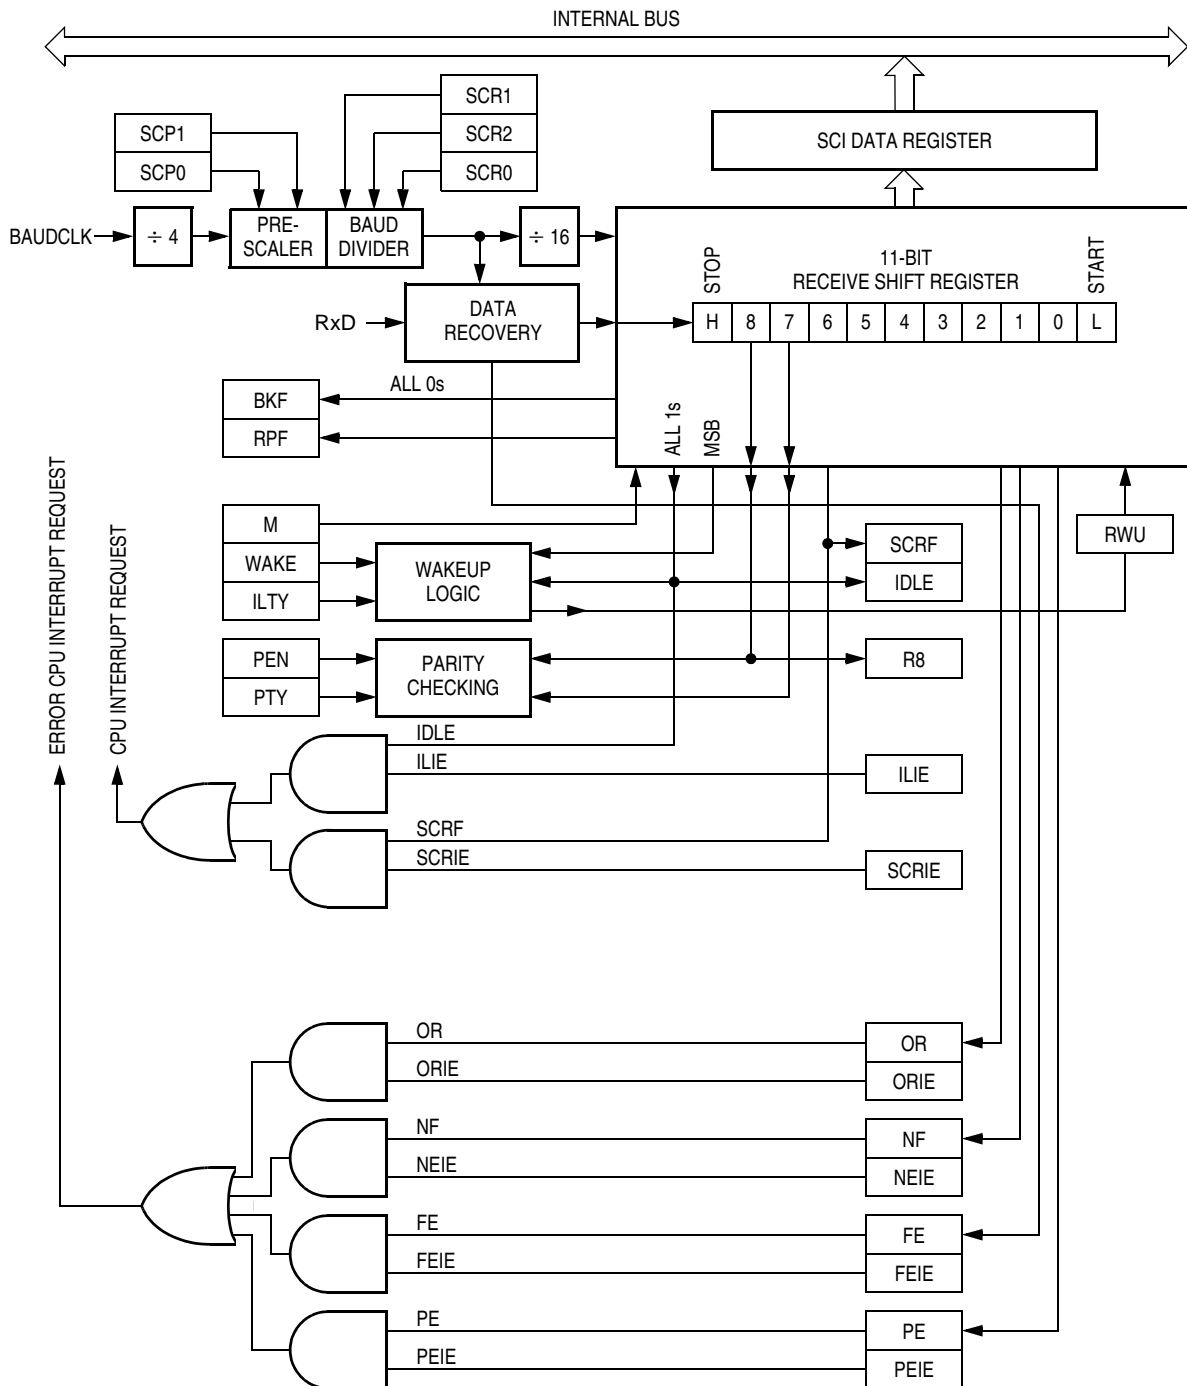 INTERNAL BUS
SCR1
SCR2
SCR0
SCP1
SCP0
SCI DATA REGISTER
BAUDCLK
÷ 4
PRE-
SCALER
BAUD
DIVIDER
÷ 16
STOP
11-BIT
RECEIVE SHIFT REGISTER
START
H 8 7 6 5 4 3 2 1 0 L
RxD
DATA
RECOVERY
ALL 0s
BKF
RPF
ALL 1s
MSB
M
WAKE
ILTY
WAKEUP
LOGIC
SCRF
IDLE
RWU
PEN
PTY
PARITY
CHECKING
R8
ERROR CPU INTERRUPT REQUEST
CPU INTERRUPT REQUEST
IDLE
ILIE
ILIE
SCRF
SCRIE
SCRIE
OR
OR
ORIE
ORIE
NF
NF
NEIE
NEIE
FE
FE
FEIE
FEIE
PE
PE
PEIE
PEIE